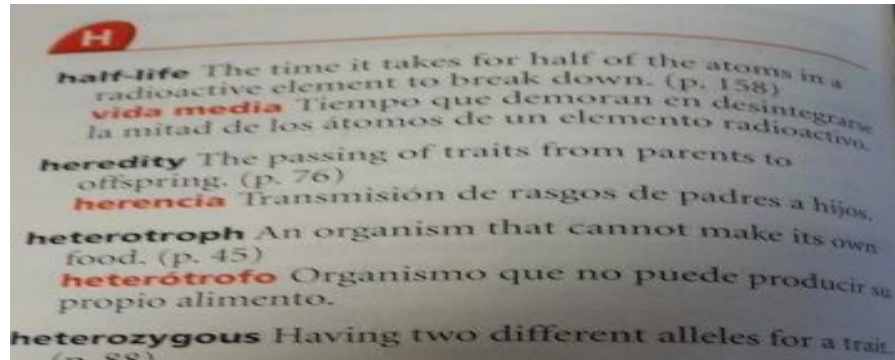 H
half-life The time it takes for half of the atoms in a
radioactive element to break down. (p. 158)
vida media Tiempo que demoran en desintegrarse
la mitad de los átomos de un elemento radioactivo.
heredity The passing of traits from parents to
offspring. (p. 76)
herencia Transmisión de rasgos de padres a hijos.
heterotroph An organism that cannot make its own
food. (p. 45)
heterótrofo Organismo que no puede producir su
propio alimento.
heterozygous Having two different alleles for a trait.
(p. 88)